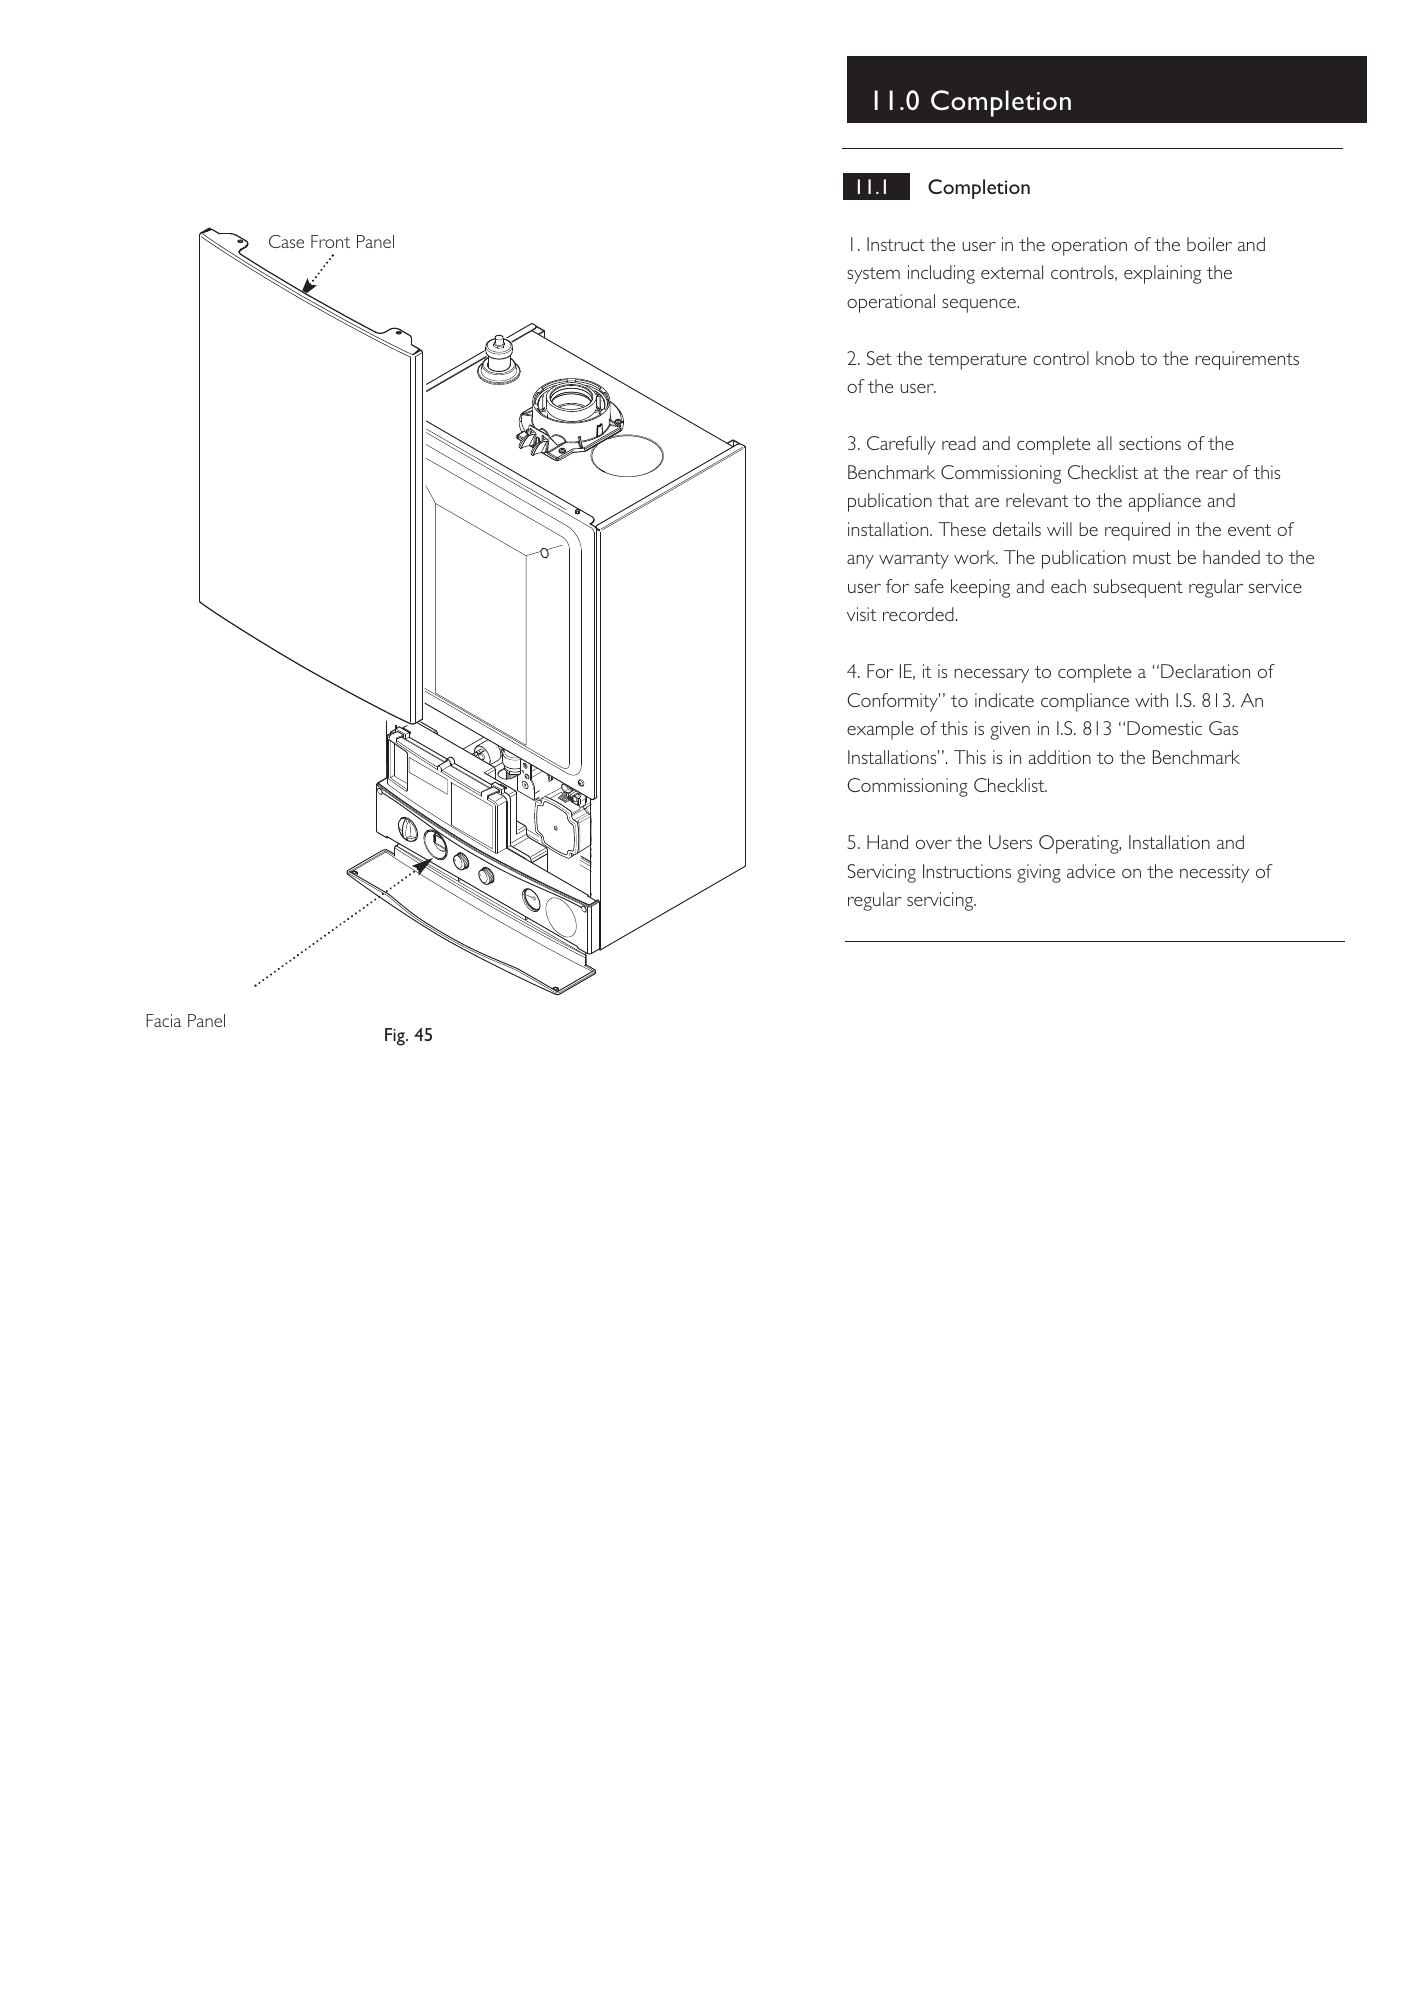 11.0 Completion
11.1 Completion
1. Instruct the user in the operation of the boiler and
system including external controls, explaining the
operational sequence.
2. Set the temperature control knob to the requirements
of the user.
3. Carefully read and complete all sections of the
Benchmark Commissioning Checklist at the rear of this
publication that are relevant to the appliance and
installation. These details will be required in the event of
any warranty work. The publication must be handed to the
user for safe keeping and each subsequent regular service
visit recorded.
4. For IE, it is necessary to complete a “Declaration of
Conformity” to indicate compliance with I.S. 813. An
example of this is given in I.S. 813 “Domestic Gas
Installations”. This is in addition to the Benchmark
Commissioning Checklist.
5. Hand over the Users Operating, Installation and
Servicing Instructions giving advice on the necessity of
regular servicing.
Case Front Panel
Facia Panel
Fig. 45